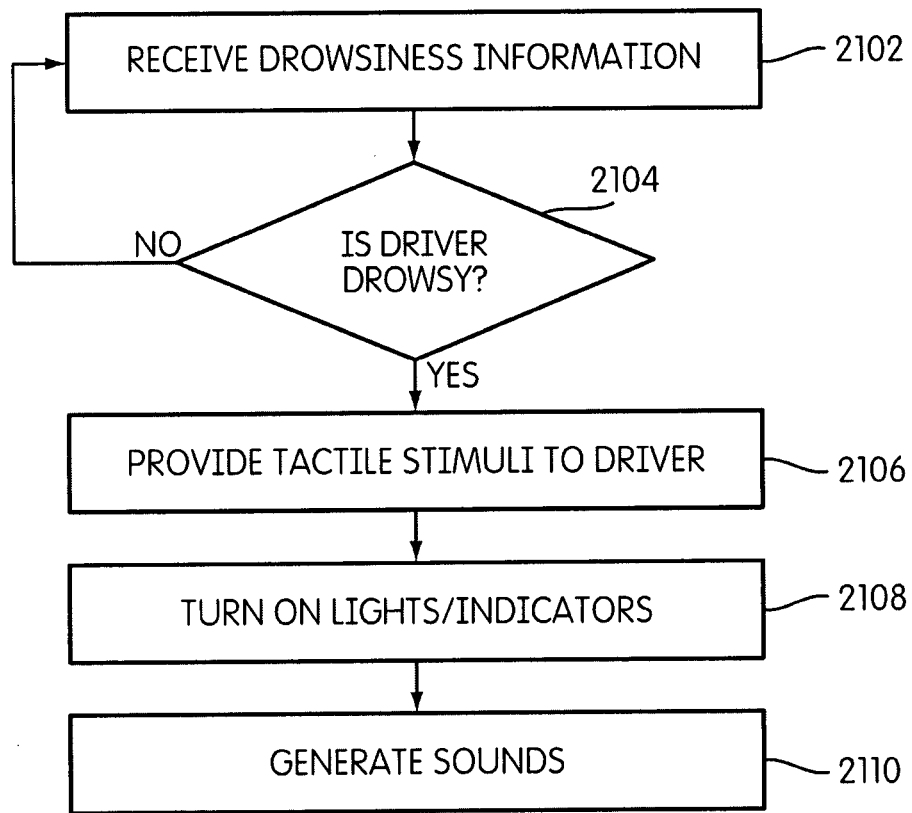 RECEIVE DROWSINESS INFORMATION
2102
2104
IS DRIVER
DROWSY?
NO
YES
PROVIDE TACTILE STIMULI TO DRIVER
2106
TURN ON LIGHTS/INDICATORS
2108
GENERATE SOUNDS
2110